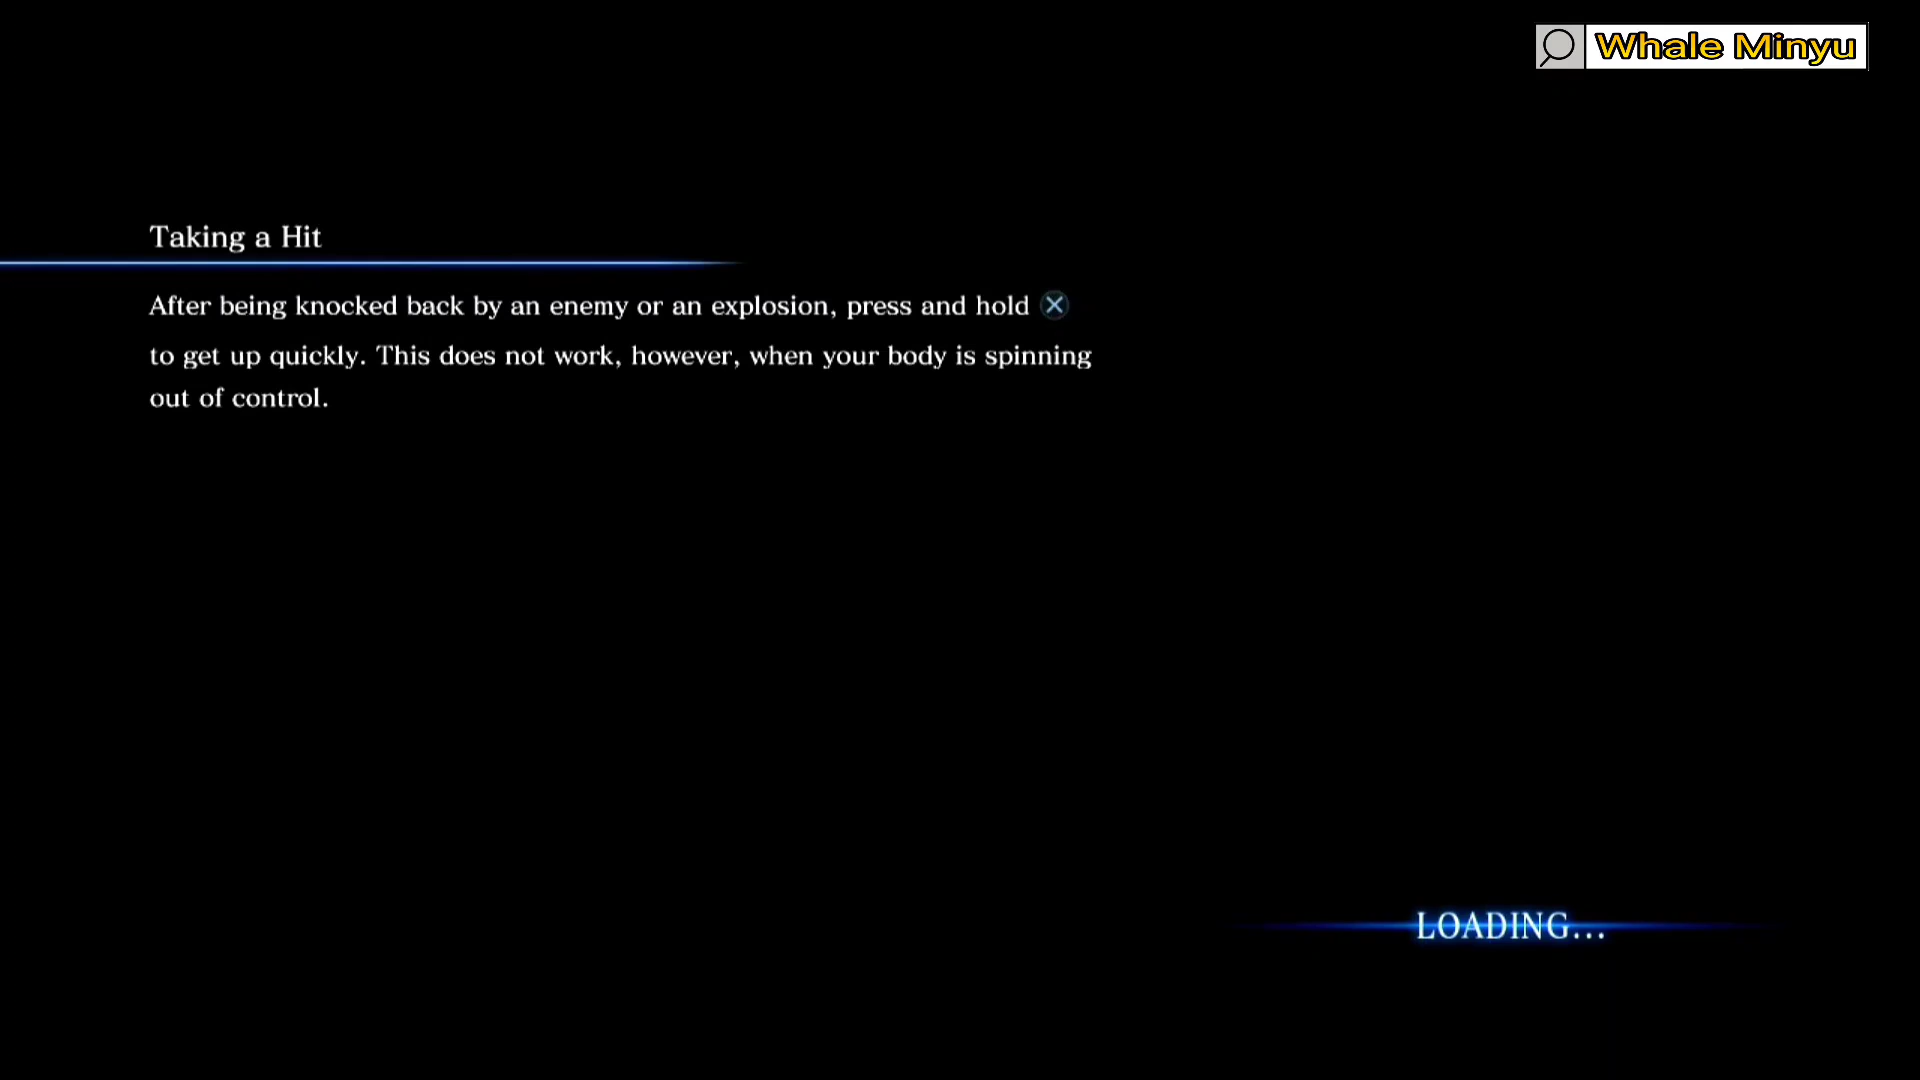 Whale Minyu
Taking a Hit
After being knocked back by an enemy or an explosion, press and hold
to get up quickly. This does not work, however, when your body is spinning
out of control.
LOADING...